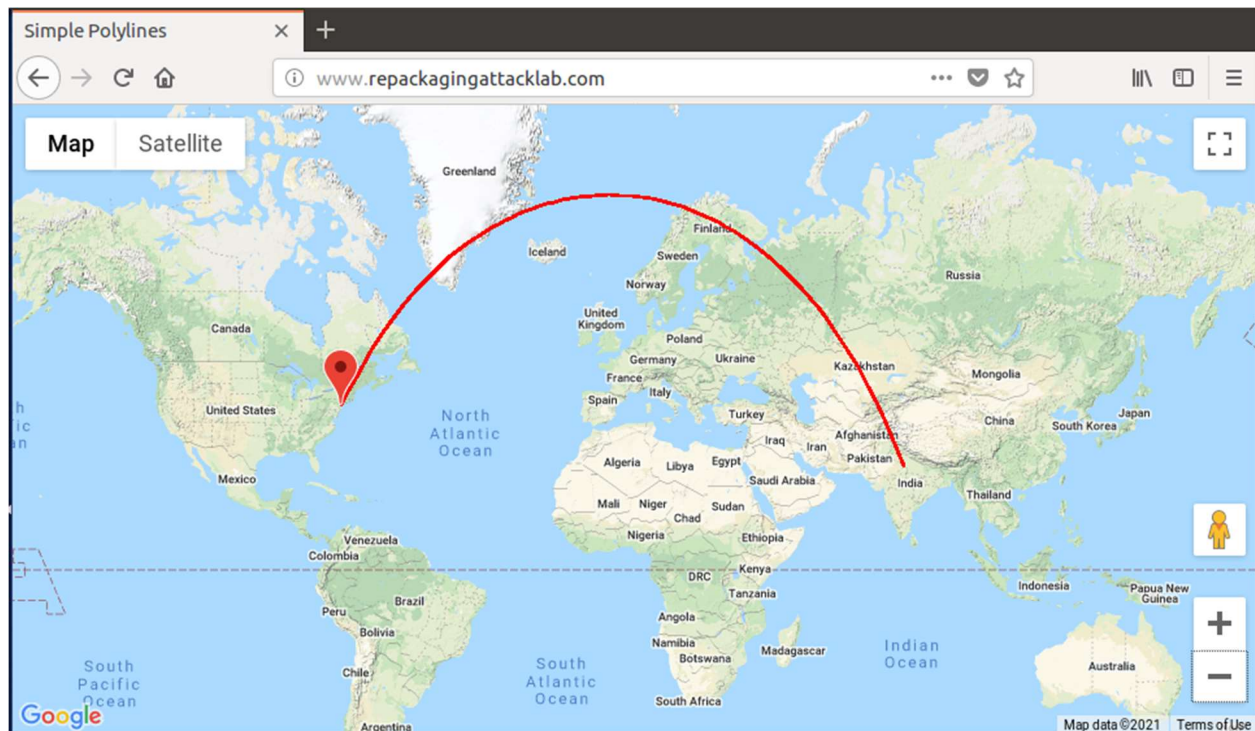 Simple Polylines
www.repackagingattacklab.com
Map
Satellite
Greenland
Iceland
Finland
Sweden
Norway
Russia
Canada
United
Kingdom
Poland
Germany
Ukraine
Kazakhstan
Mongolia
France
Italy
Spain
United States
North
Atlantic
Ocean
Turkey
China
South Korea
Japan
Iraq
Iran
Afghanistan
Pakistan
Mexico
Algeria
Libya
Egypt
Saudi Arabia
India
Thailand
Mali
Niger
Chad
Sudan
Nigeria
Ethiopia
Venezuela
Colombia
DRC
Kenya
Tanzania
Indonesia
Papua New
Guinea
Peru
Brazil
Bolivia
Angola
Namibia
Botswana
Madagascar
Indian
Ocean
Australia
Chile
South
Pacific
Ocean
South
Atlantic
Ocean
South Africa
Argentina
Google
Map data ©2021
Terms of Use